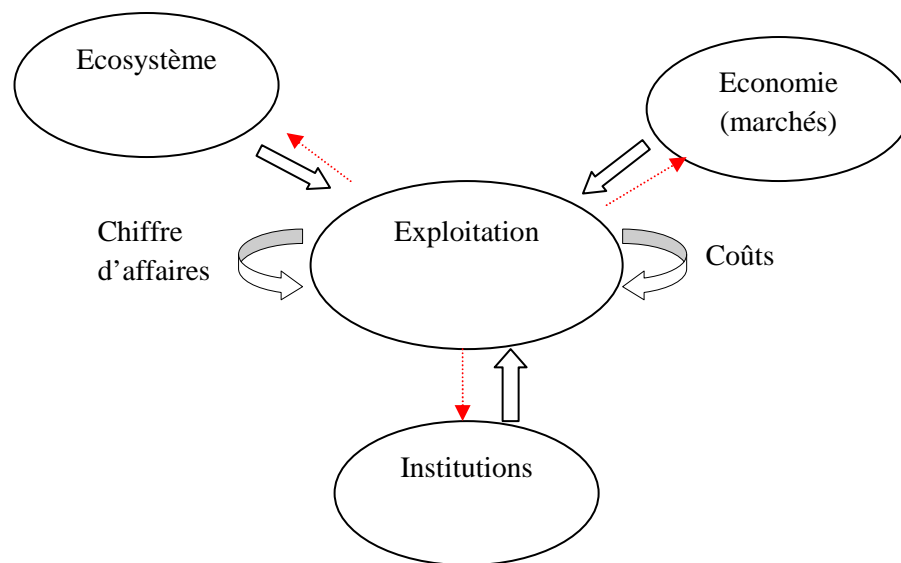 Ecosystème
Economie
(marchés)
Chiffre
d’affaires
Exploitation
Coûts
Institutions